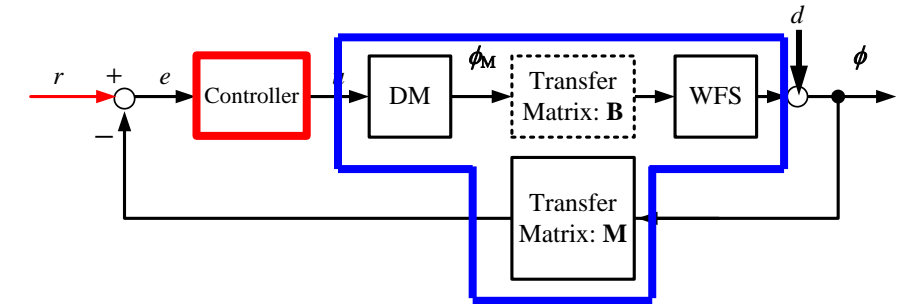 d
r
+
e
Controller
u
DM
ϕM
Transfer
Matrix: B
WFS
ϕ
−
Transfer
Matrix: M